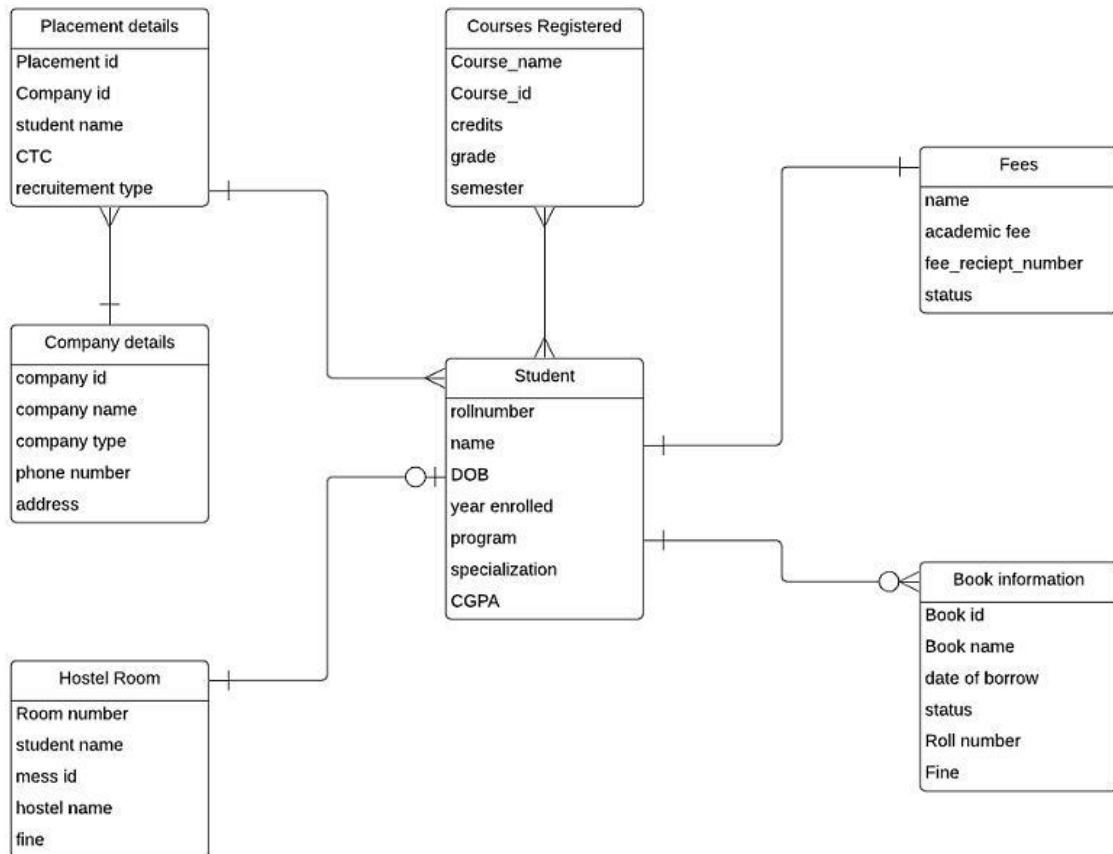 Placement details
Placement id
Company id
student name
CTC
recruitement type
Courses Registered
Course_name
Course_id
credits
grade
semester
Fees
name
academic fee
fee_reciept_number
status
Company details
company id
company name
company type
phone number
address
Student
rollnumber
name
DOB
year enrolled
program
specialization
CGPA
Book information
Book id
Book name
date of borrow
status
Roll number
Fine
Hostel Room
Room number
student name
mess id
hostel name
fine